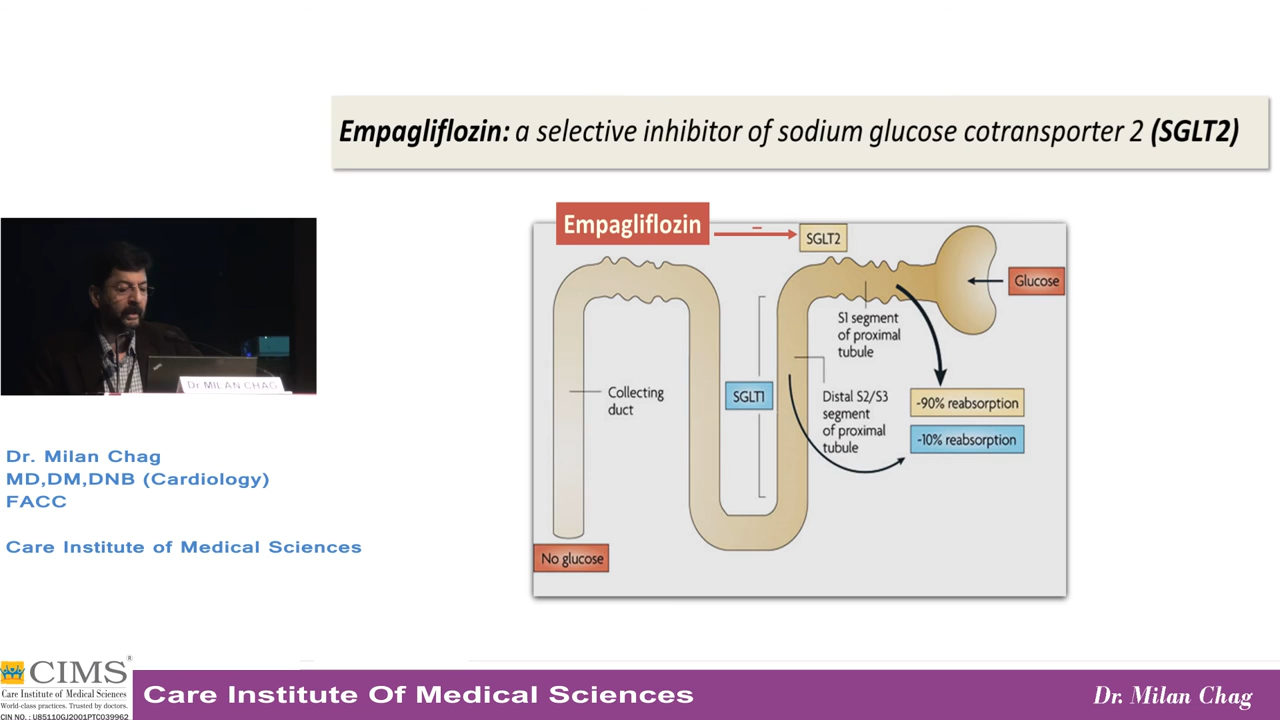 Empagliflozin: a selective inhibitor of sodium glucose cotransporter 2 (SGLT2)
Empagliflozin
–
SGLT2
Glucose
S1 segment
of proximal
tubule
Collecting
duct
SGLT1
Distal S2/S3
segment
of proximal
tubule
-90% reabsorption
-10% reabsorption
No glucose
Dr MILAN CHAG
Dr. Milan Chag
MD,DM,DNB (Cardiology)
FACC
Care Institute of Medical Sciences
CIMS®
Care Institute of Medical Sciences
World-class practices. Trusted by doctors.
CIN NO. : U85110GJ2001PTC039962
Care Institute Of Medical Sciences
Dr. Milan Chag